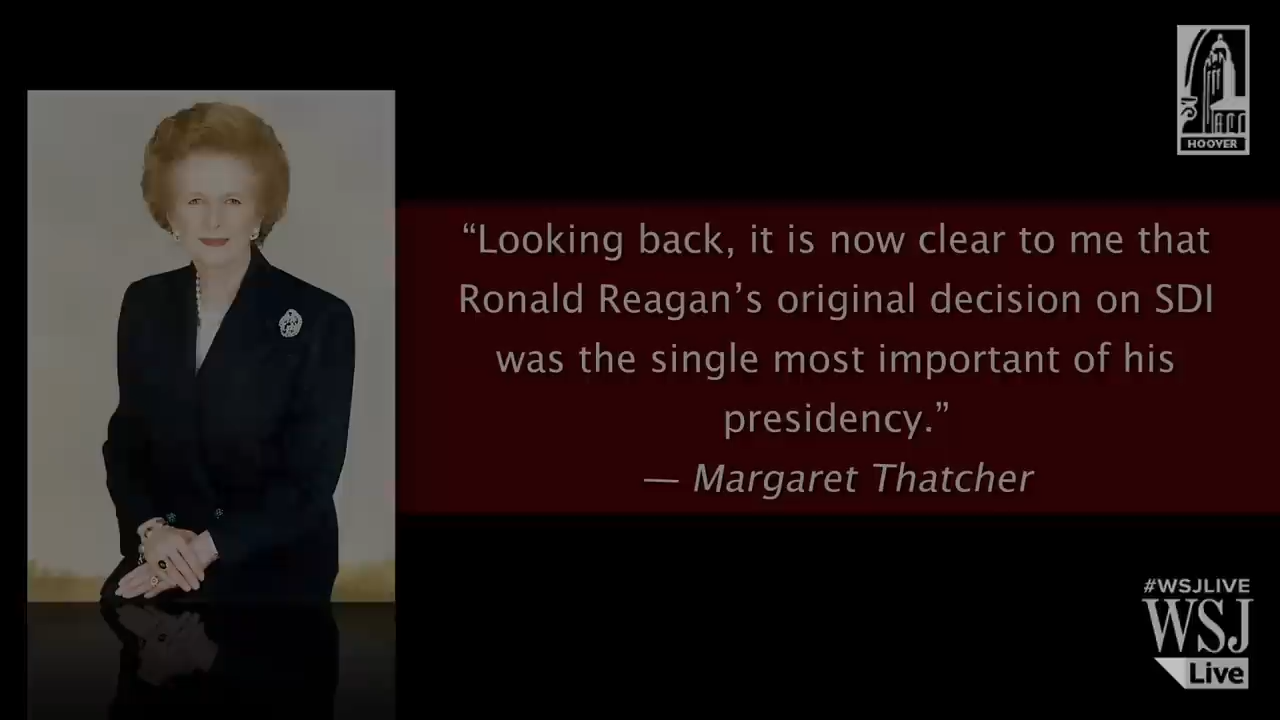 HOOVER
“Looking back, it is now clear to me that
Ronald Reagan’s original decision on SDI
was the single most important of his
presidency.”
— Margaret Thatcher
#WSJLIVE
WSJ
Live